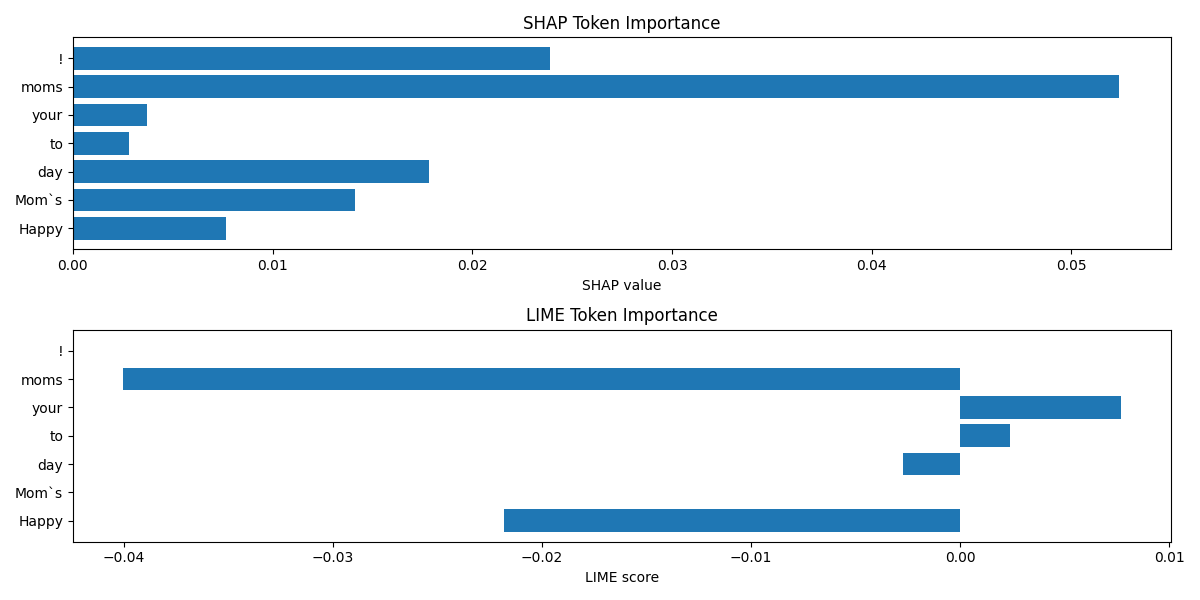 SHAP Token Importance
!
moms
your
to
day
Mom`s
Happy
0.00 0.01 0.02 0.03 0.04 0.05
SHAP value
LIME Token Importance
!
moms
your
to
day
Mom`s
Happy
−0.04 −0.03 −0.02 −0.01 0.00 0.01
LIME score